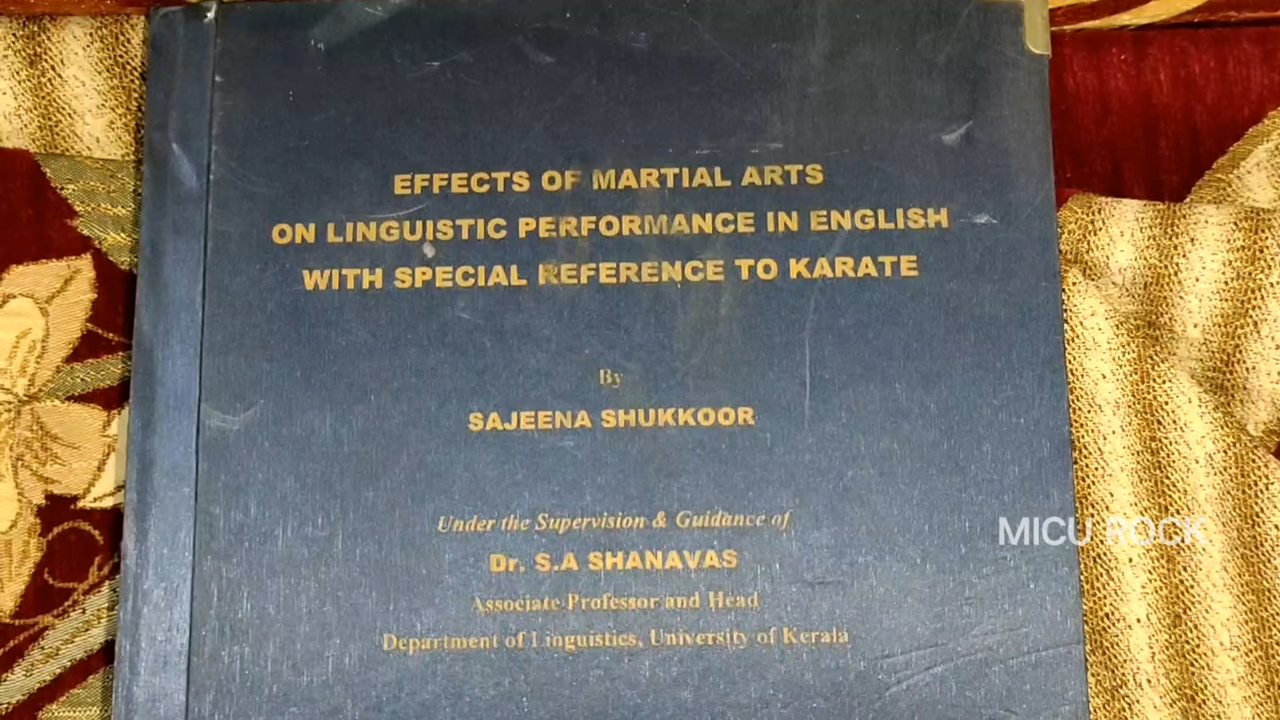 EFFECTS OF MARTIAL ARTS
ON LINGUISTIC PERFORMANCE IN ENGLISH
WITH SPECIAL REFERENCE TO KARATE
By
SAJEENA SHUKKOOR
Under the Supervision & Guidance of
Dr. S.A SHANAVAS
Associate Professor and Head
Department of Linguistics, University of Kerala
MICU ROCK